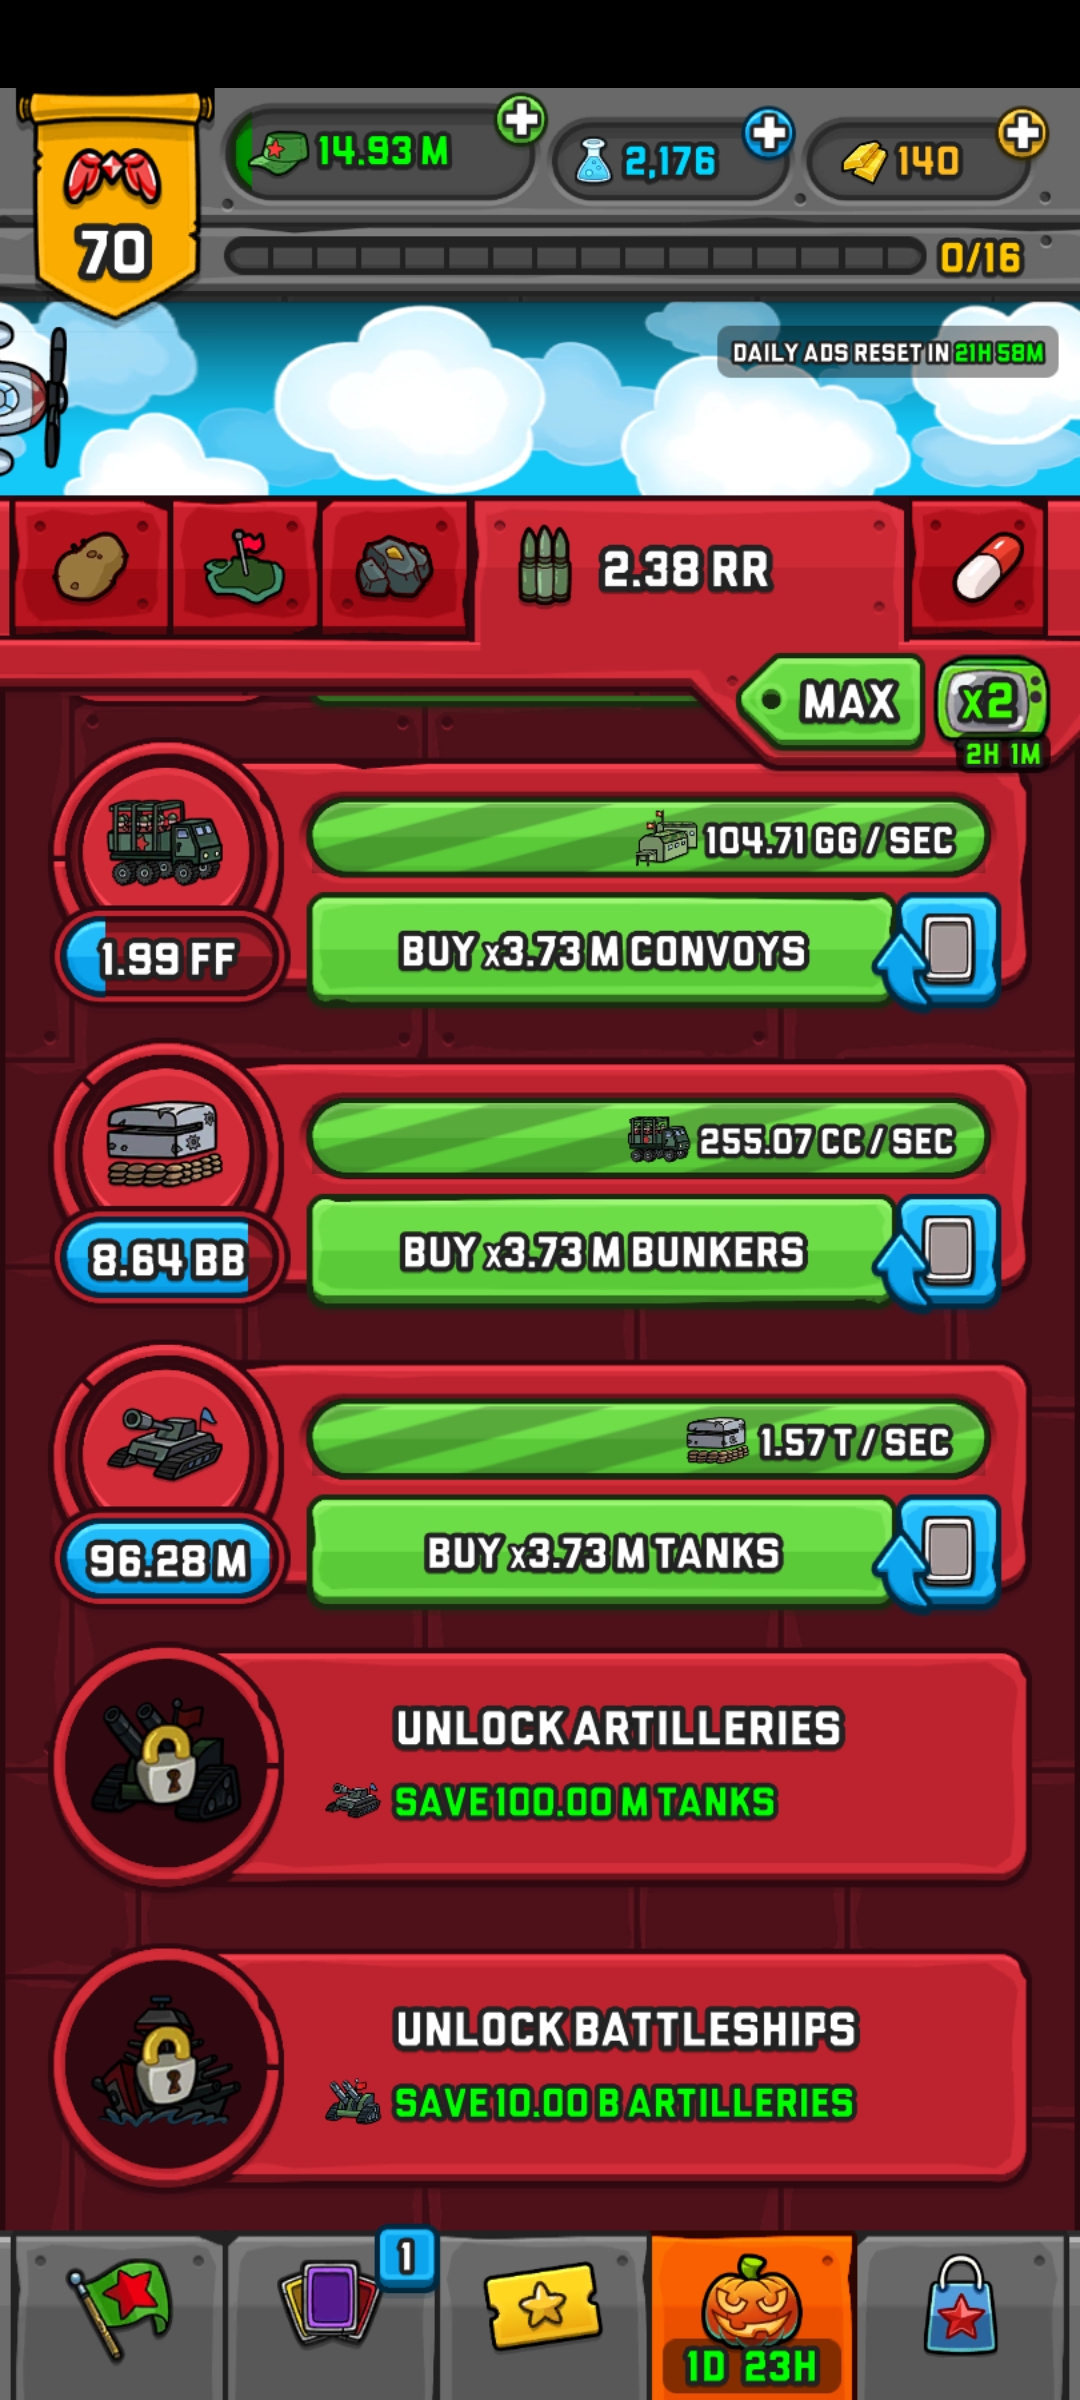 14.93 M
2,176
140
70
0/16
DAILY ADS RESET IN 21H 58M
2.38 RR
MAX
x2
2H 1M
104.71 GG / SEC
1.99 FF
BUY x3.73 M CONVOYS
255.07 CC / SEC
8.64 BB
BUY x3.73 M BUNKERS
1.57 T / SEC
96.28 M
BUY x3.73 M TANKS
UNLOCK ARTILLERIES
SAVE 100.00 M TANKS
UNLOCK BATTLESHIPS
SAVE 10.00 B ARTILLERIES
1
1D 23H